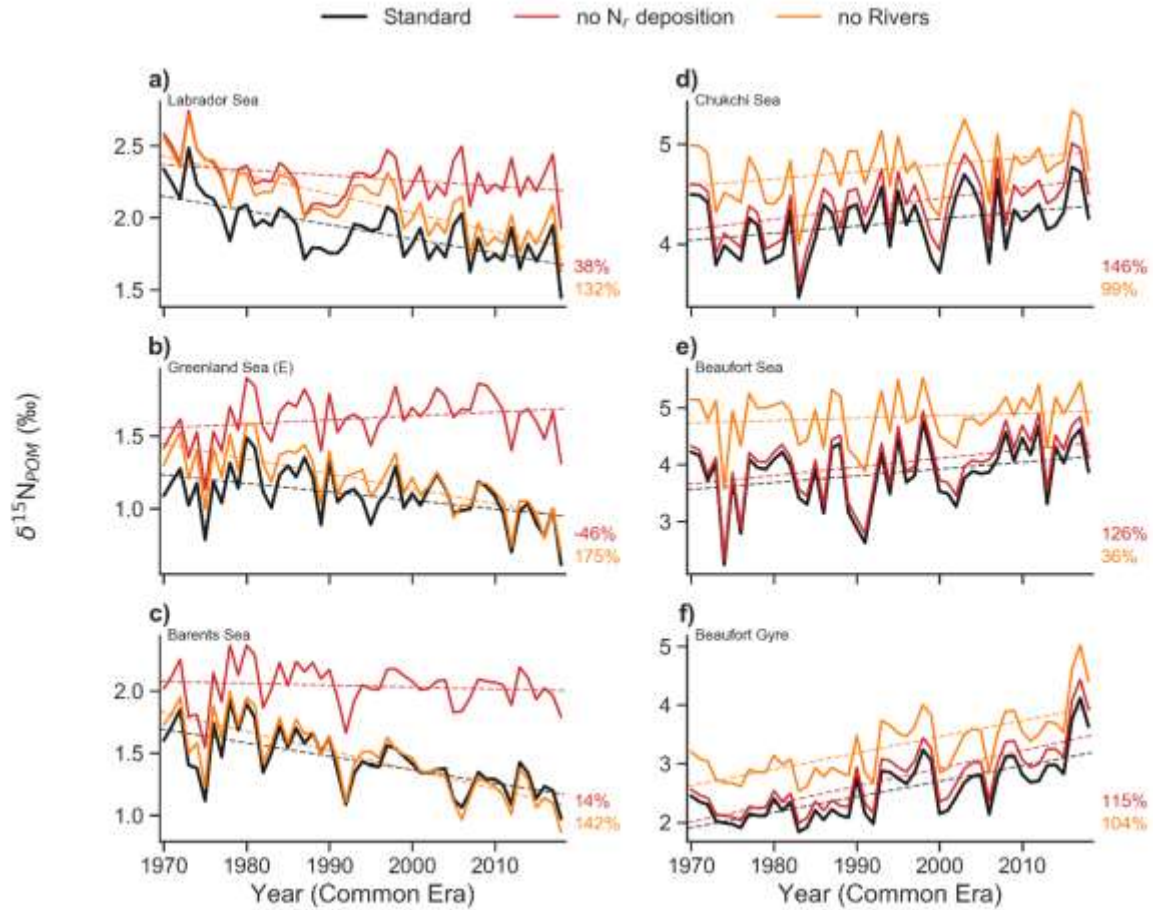 Standard no Nᵣ deposition no Rivers
a)
Labrador Sea
2.5
2.0
1.5
38%
132%
d)
Chukchi Sea
5
4
146%
99%
b)
Greenland Sea (E)
1.5
1.0
-46%
175%
e)
Beaufort Sea
5
4
3
126%
36%
δ¹⁵N_POM (‰)
c)
Barents Sea
2.0
1.5
1.0
14%
142%
1970 1980 1990 2000 2010
Year (Common Era)
f)
Beaufort Gyre
5
4
3
2
115%
104%
1970 1980 1990 2000 2010
Year (Common Era)